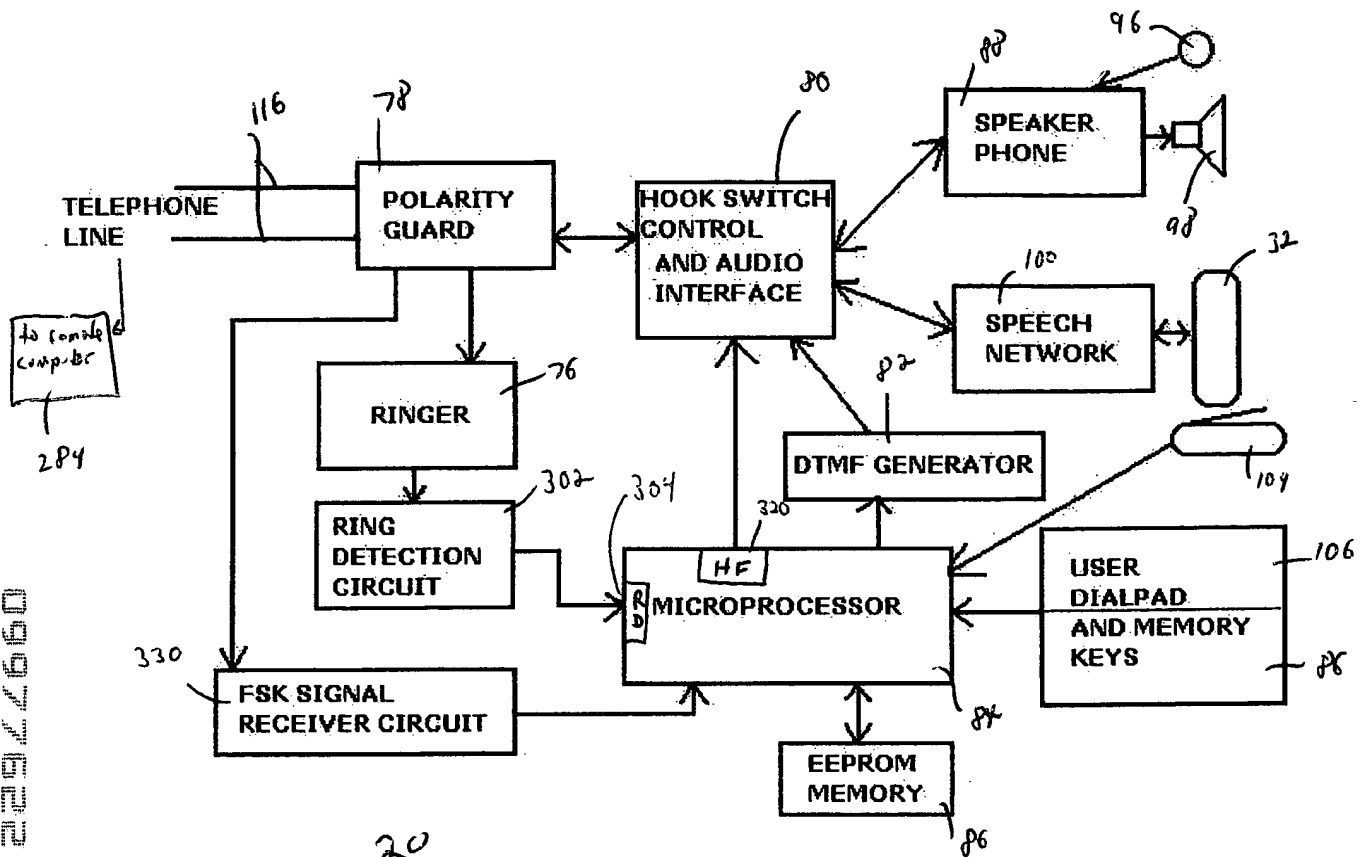 96
88
80
SPEAKER
PHONE
98
116
78
TELEPHONE
LINE
POLARITY
GUARD
HOOK SWITCH
CONTROL
AND AUDIO
INTERFACE
100
32
SPEECH
NETWORK
to remote
computer
284
76
RINGER
82
DTMF GENERATOR
104
302
RING
DETECTION
CIRCUIT
304
320
HF
RD
MICROPROCESSOR
84
106
USER
DIALPAD
AND MEMORY
KEYS
86
330
FSK SIGNAL
RECEIVER CIRCUIT
EEPROM
MEMORY
86
20